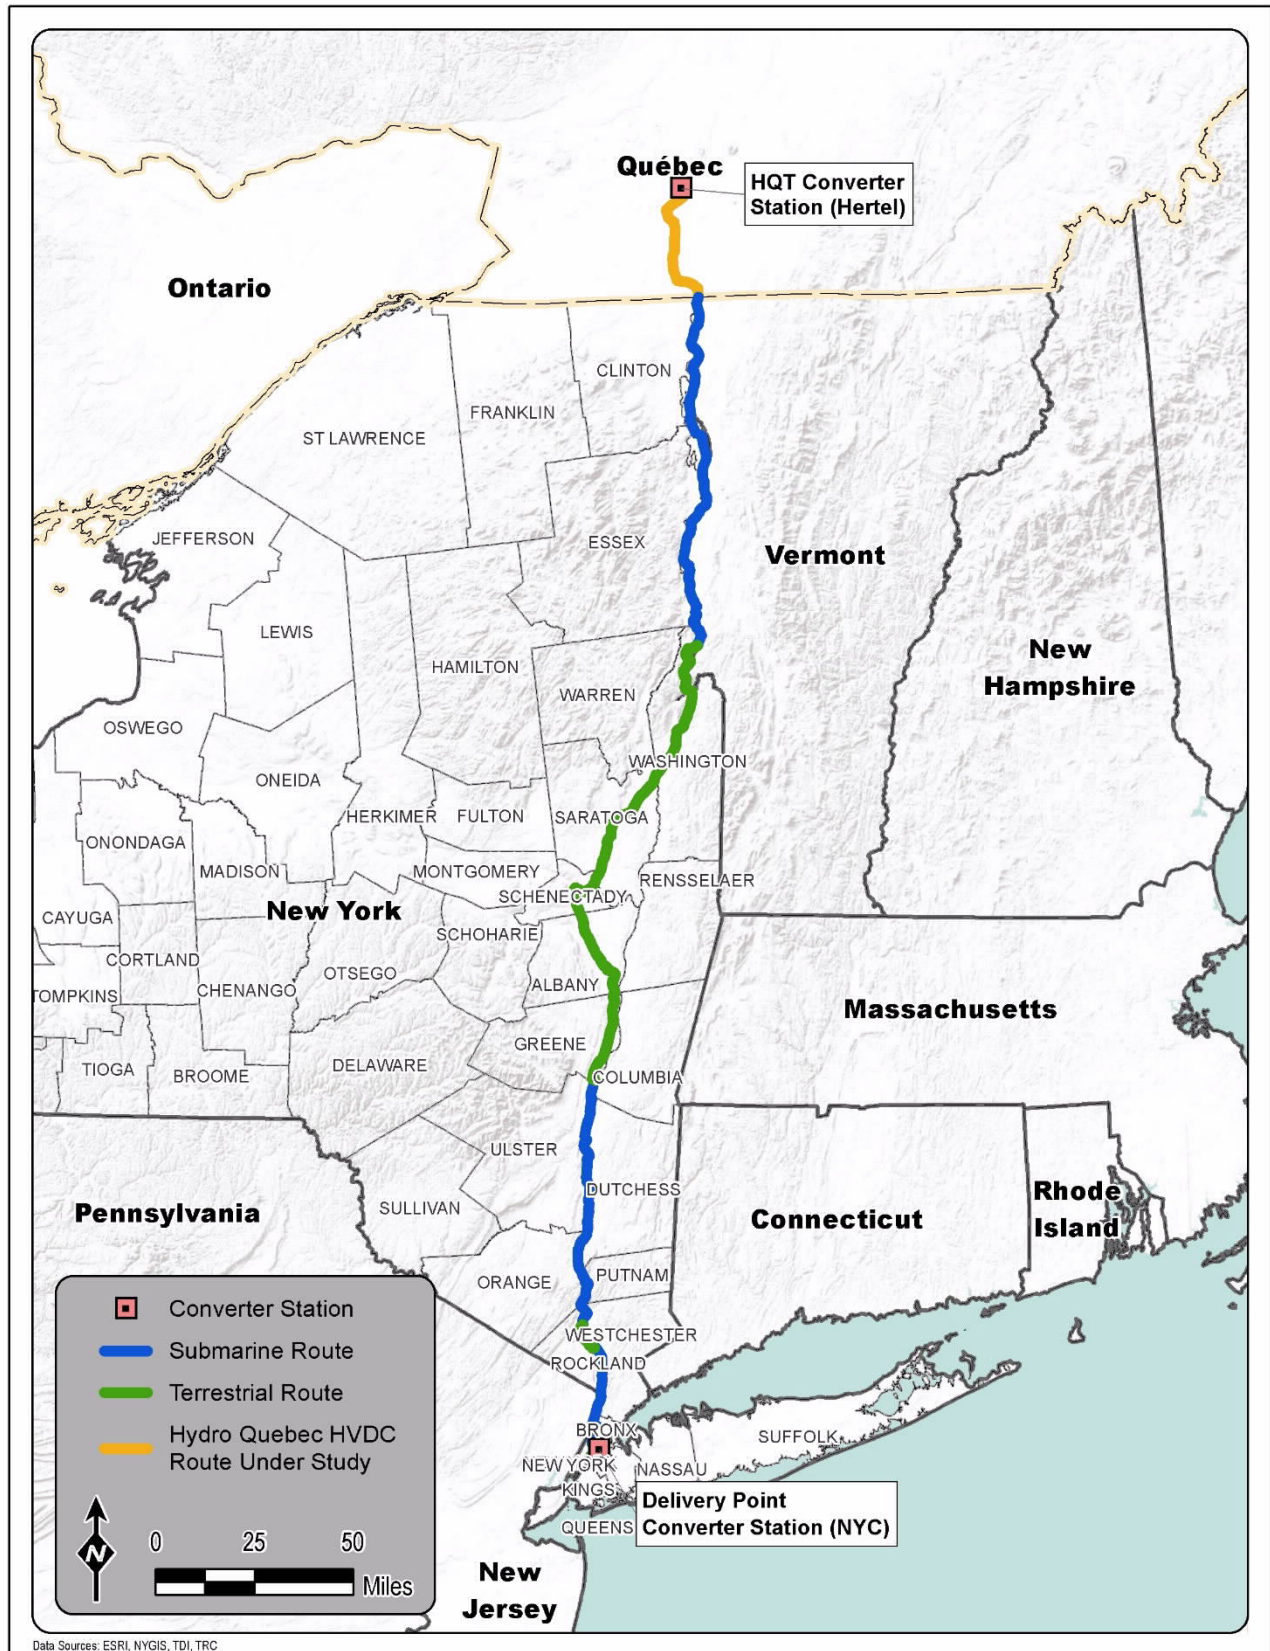 Québec
HQT Converter
Station (Hertel)
Ontario
CLINTON
FRANKLIN
ST LAWRENCE
JEFFERSON
ESSEX
Vermont
LEWIS
HAMILTON
New
Hampshire
WARREN
OSWEGO
WASHINGTON
ONEIDA
HERKIMER
FULTON
SARATOGA
ONONDAGA
MADISON
MONTGOMERY
RENSSELAER
SCHENECTADY
New York
CAYUGA
SCHOHARIE
CORTLAND
OTSEGO
ALBANY
TOMPKINS
CHENANGO
Massachusetts
GREENE
TIOGA
BROOME
DELAWARE
COLUMBIA
ULSTER
DUTCHESS
SULLIVAN
Pennsylvania
Connecticut
Rhode
Island
ORANGE
PUTNAM
WESTCHESTER
ROCKLAND
BRONX
SUFFOLK
NEW YORK
NASSAU
KINGS
QUEENS
Delivery Point
Converter Station (NYC)
New
Jersey
Converter Station
Submarine Route
Terrestrial Route
Hydro Quebec HVDC
Route Under Study
N
0 25 50
Miles
Data Sources: ESRI, NYGIS, TDI, TRC